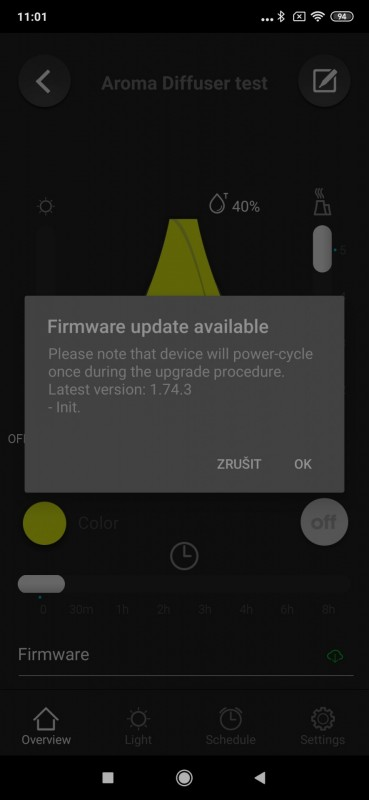 11:01
94
Aroma Diffuser test
T
40%
5
Firmware update available
Please note that device will power-cycle
once during the upgrade procedure.
Latest version: 1.74.3
- Init.
OF
ZRUŠIT OK
Color
off
0 30m 1h 2h 3h 4h 6h 8h
Firmware
Overview Light Schedule Settings